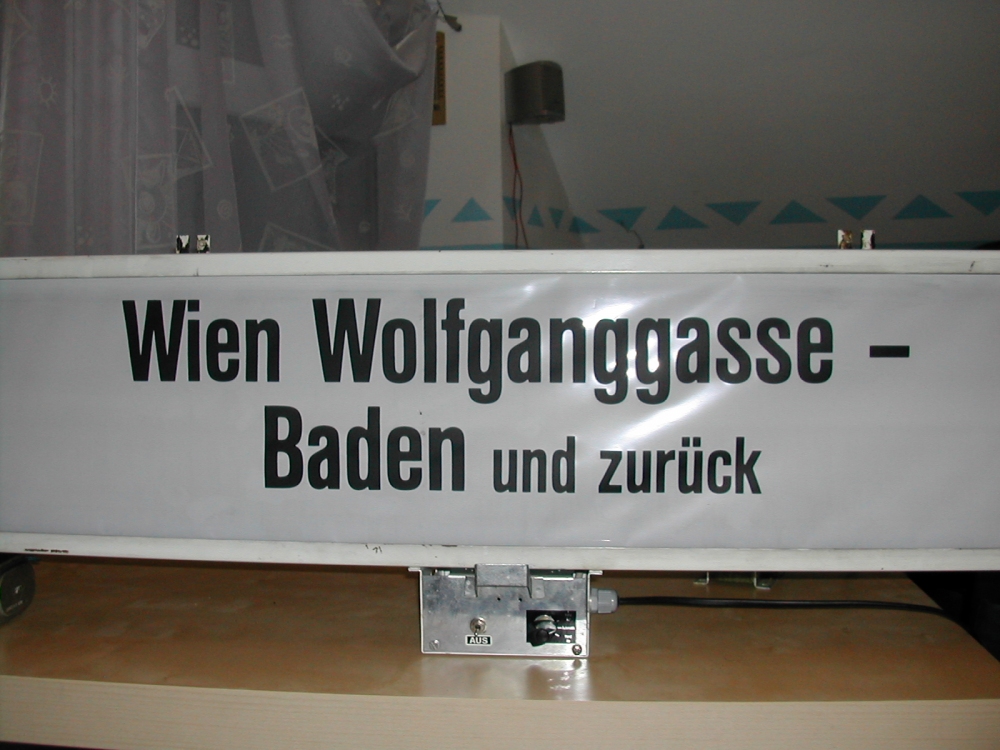 Wien Wolfganggasse –
Baden und zurück
AUS